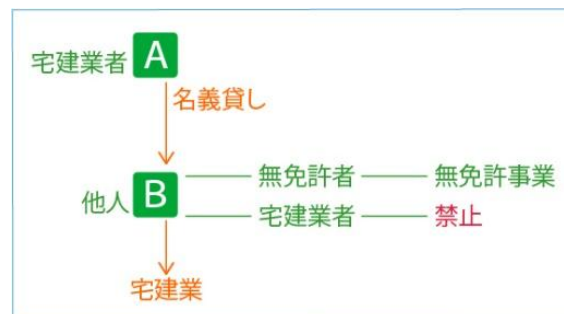 宅建業者 A
名義貸し
他人 B
無免許者 無免許事業
宅建業者 禁止
宅建業